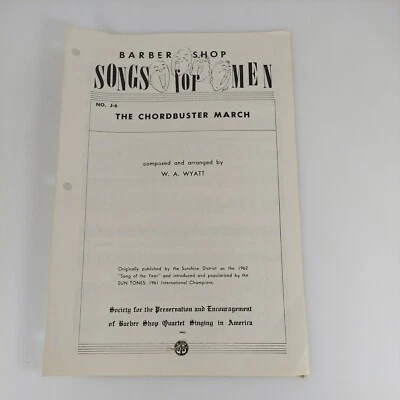 BARBER SHOP
SONGS for MEN
NO. J-6
THE CHORDBUSTER MARCH
composed and arranged by
W. A. WYATT
Originally published by the Sunshine District as the 1962
"Song of the Year" and introduced and popularized by the
SUN TONES, 1961 International Champions.
Society for the Preservation and Encouragement
of Barber Shop Quartet Singing in America